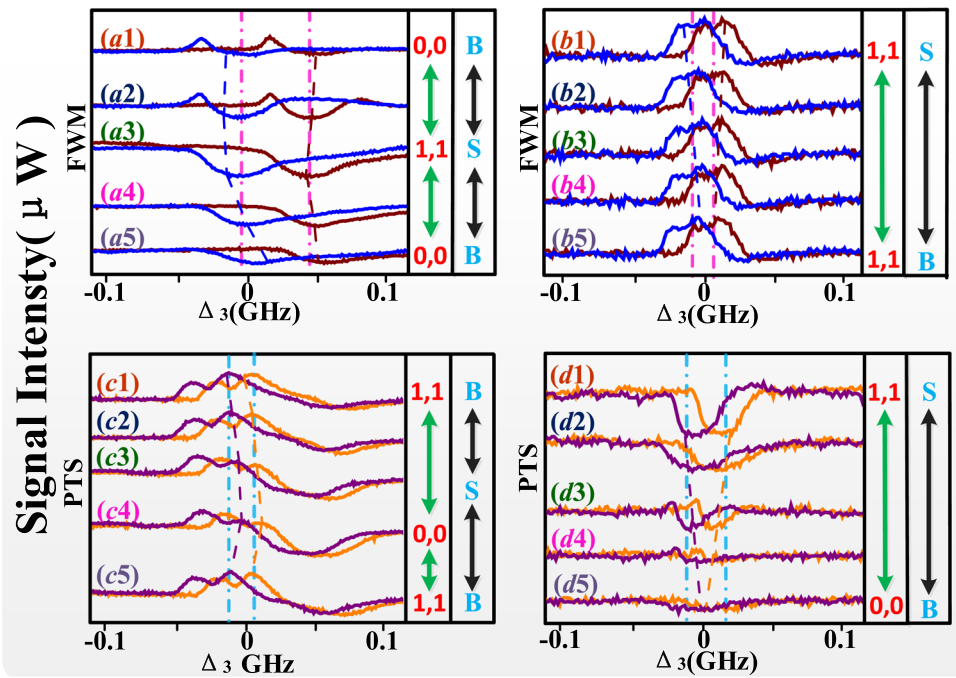 Signal Intensty( μ W )
FWM
(a1)
(a2)
(a3)
(a4)
(a5)
0,0
1,1
0,0
B
S
B
-0.1
0
0.1
Δ 3(GHz)
FWM
(b1)
(b2)
(b3)
(b4)
(b5)
1,1
1,1
S
B
-0.1
0
0.1
Δ 3(GHz)
PTS
(c1)
(c2)
(c3)
(c4)
(c5)
1,1
0,0
1,1
B
S
B
-0.1
0
0.1
Δ 3 GHz
PTS
(d1)
(d2)
(d3)
(d4)
(d5)
1,1
0,0
S
B
-0.1
0
0.1
Δ 3(GHz)